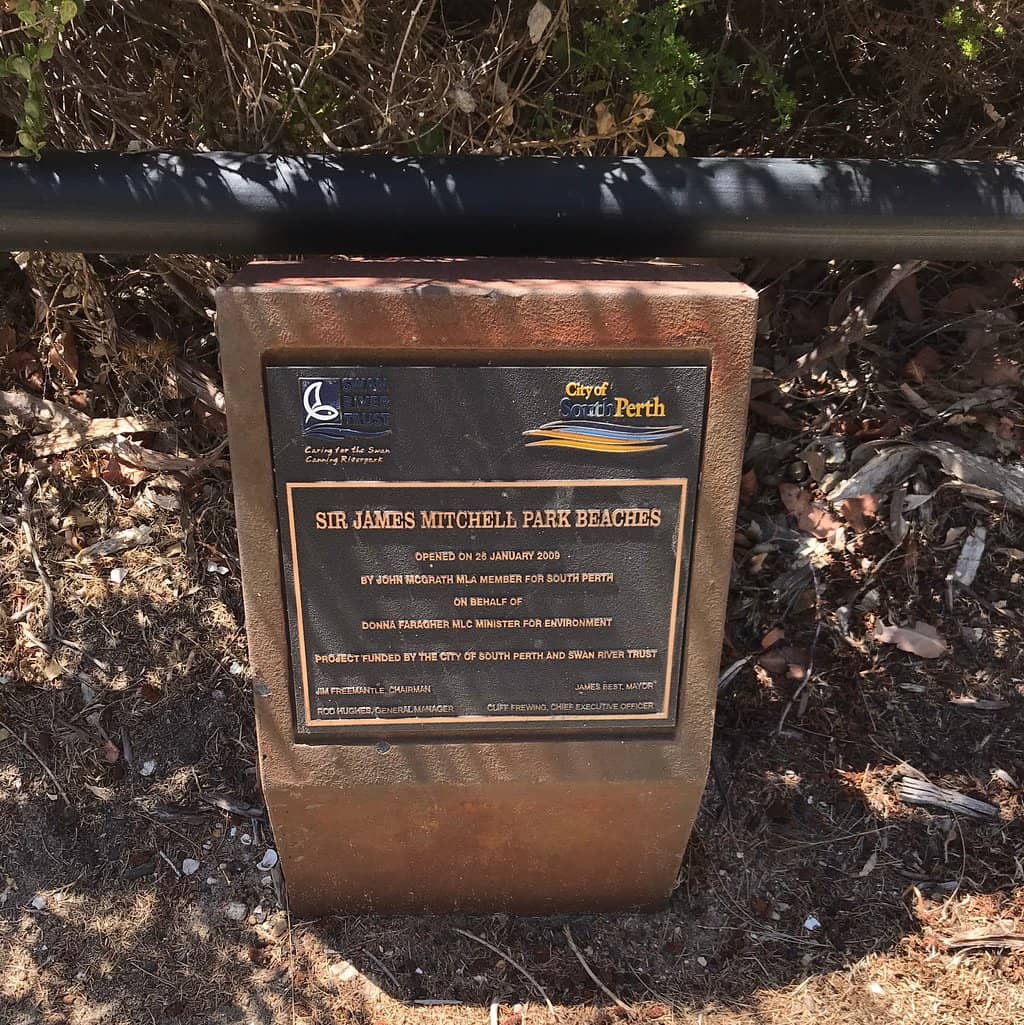 SWAN
RIVER
TRUST
Caring for the Swan
Canning Riverpark
City of
South Perth
SIR JAMES MITCHELL PARK BEACHES
OPENED ON 26 JANUARY 2009
BY JOHN MCGRATH MLA MEMBER FOR SOUTH PERTH
ON BEHALF OF
DONNA FARAGHER MLC MINISTER FOR ENVIRONMENT
PROJECT FUNDED BY THE CITY OF SOUTH PERTH AND SWAN RIVER TRUST
JIM FREEMANTLE, CHAIRMAN JAMES BEST, MAYOR
ROD HUGHES, GENERAL MANAGER CLIFF FREWING, CHIEF EXECUTIVE OFFICER